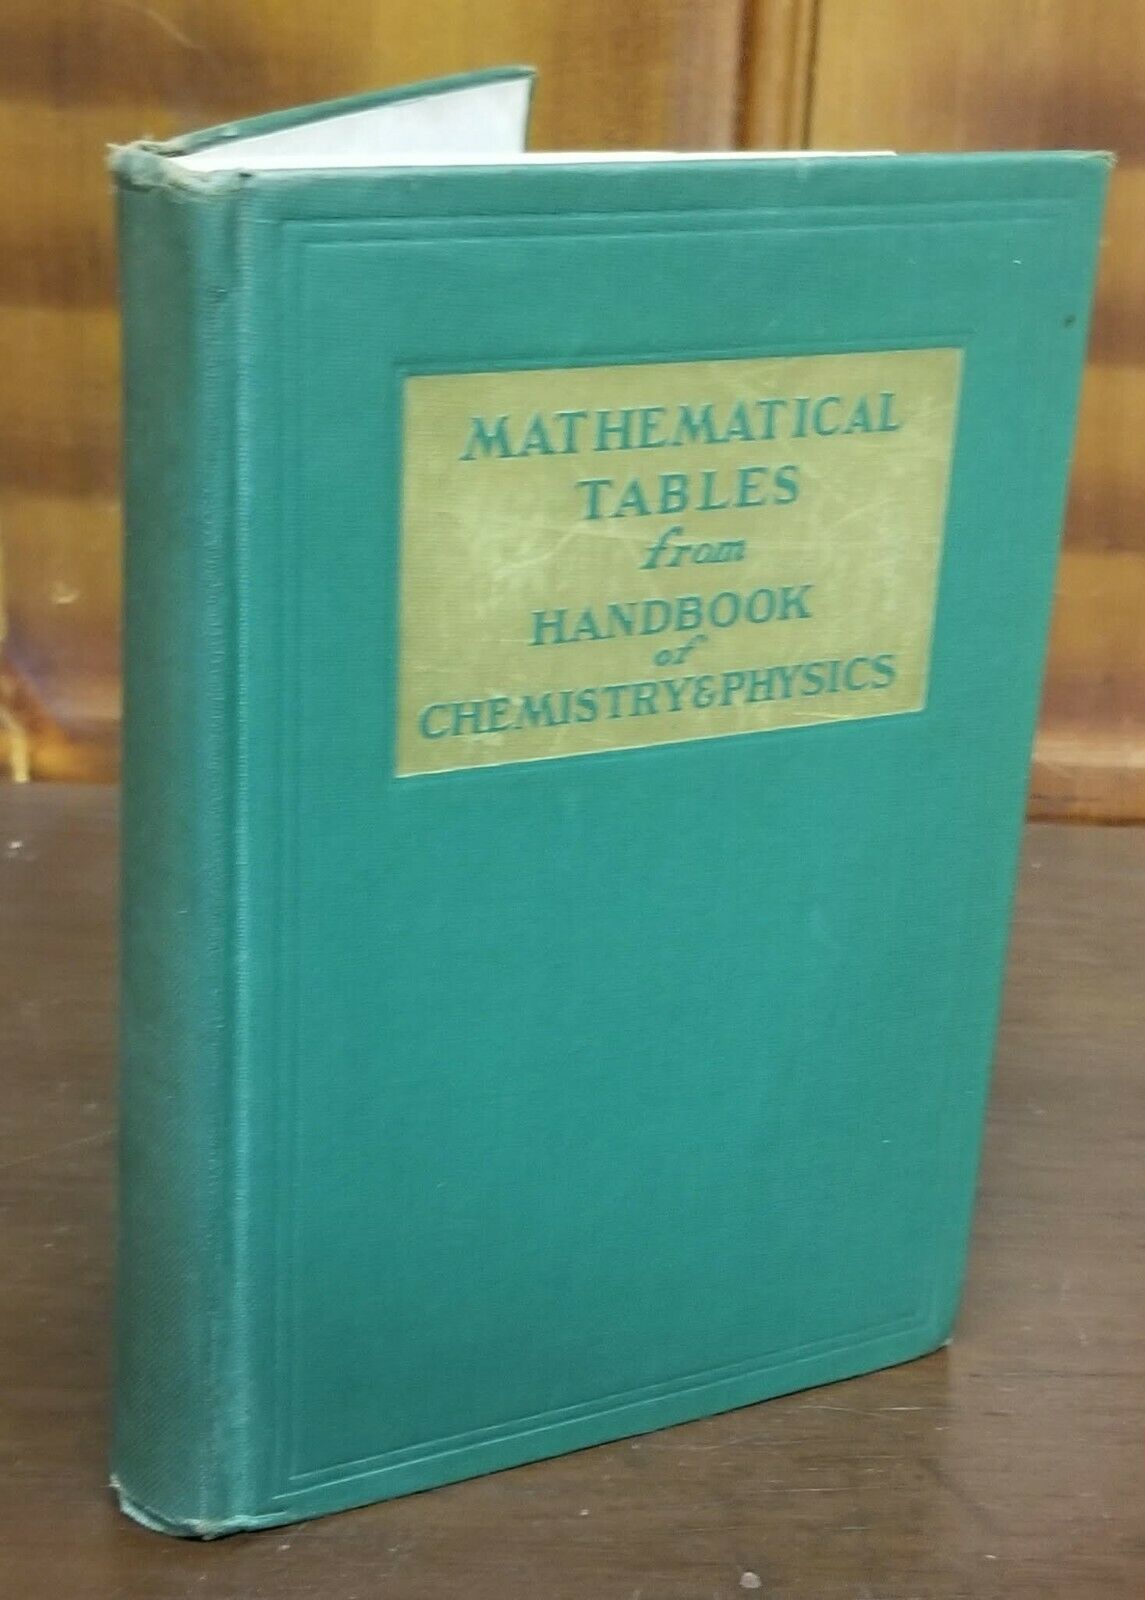 MATHEMATICAL
TABLES
from
HANDBOOK
of
CHEMISTRY & PHYSICS